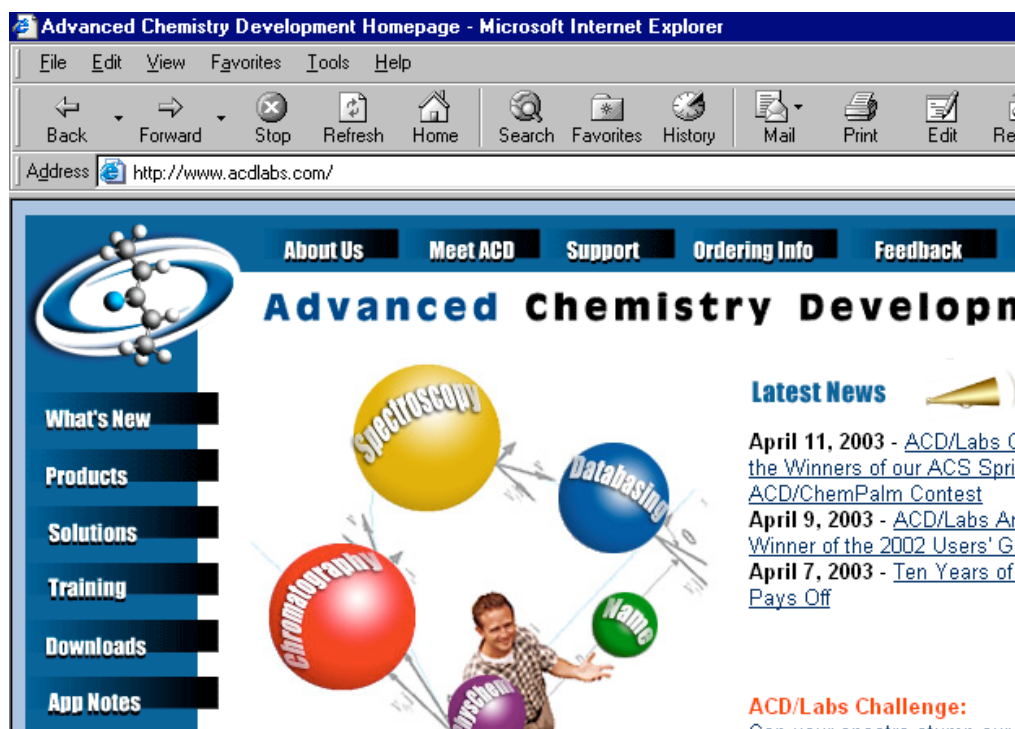 Advanced Chemistry Development Homepage - Microsoft Internet Explorer
File Edit View Favorites Tools Help
Back Forward Stop Refresh Home Search Favorites History Mail Print Edit
Address http://www.acdlabs.com/
About Us Meet ACD Support Ordering Info Feedback
Advanced Chemistry Developm
What's New
Products
Solutions
Training
Downloads
App Notes
Spectroscopy
Databasing
Chromatography
Name
Latest News
April 11, 2003 - ACD/Labs
the Winners of our ACS Spri
ACD/ChemPalm Contest
April 9, 2003 - ACD/Labs
Winner of the 2002 Users' G
April 7, 2003 - Ten Years of
Pays Off
ACD/Labs Challenge: